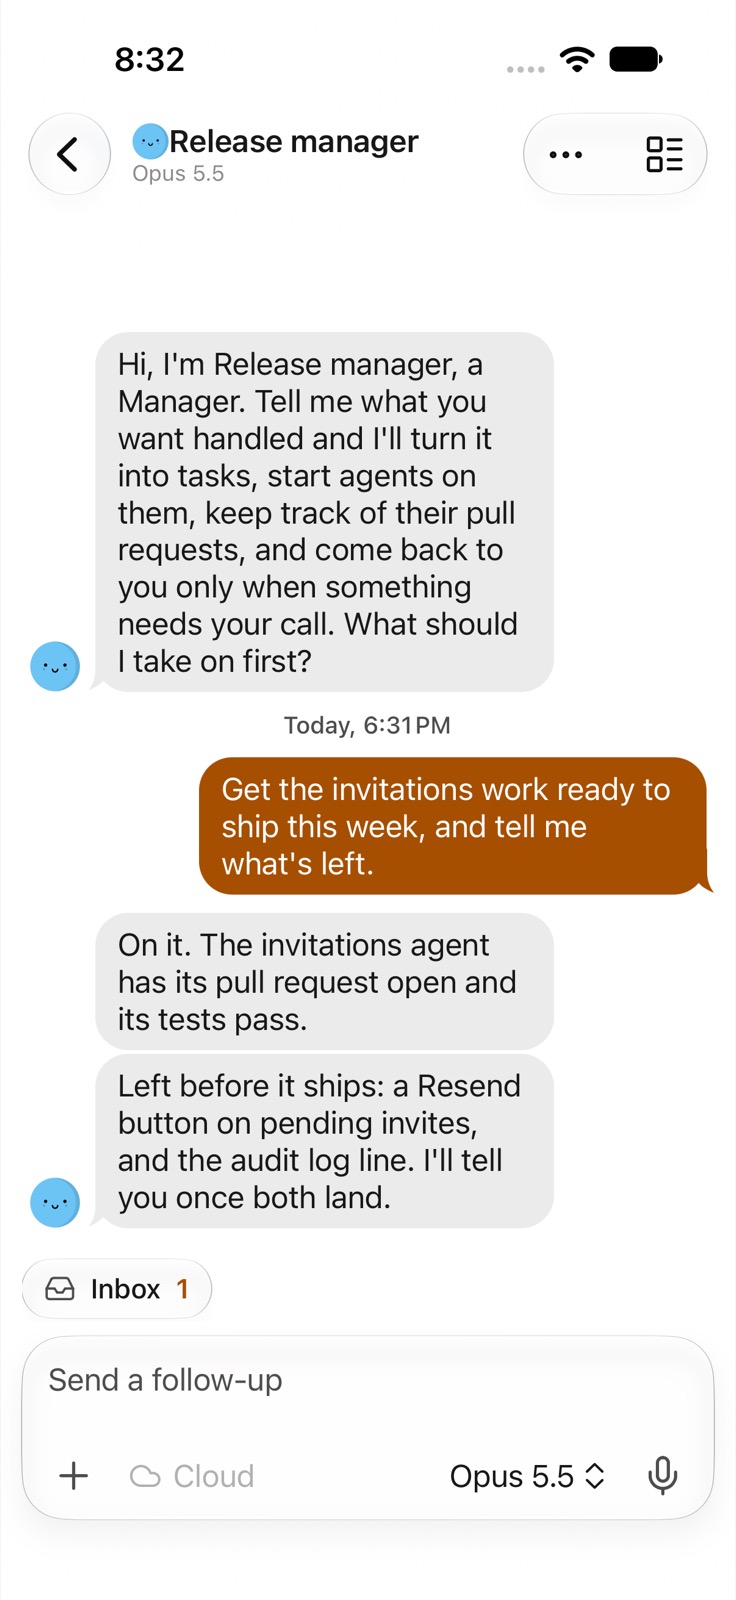 8:32
Release manager
Opus 5.5
Hi, I'm Release manager, a
Manager. Tell me what you
want handled and I'll turn it
into tasks, start agents on
them, keep track of their pull
requests, and come back to
you only when something
needs your call. What should
I take on first?
Today, 6:31 PM
Get the invitations work ready to
ship this week, and tell me
what's left.
On it. The invitations agent
has its pull request open and
its tests pass.
Left before it ships: a Resend
button on pending invites,
and the audit log line. I'll tell
you once both land.
Inbox 1
Send a follow-up
Cloud
Opus 5.5